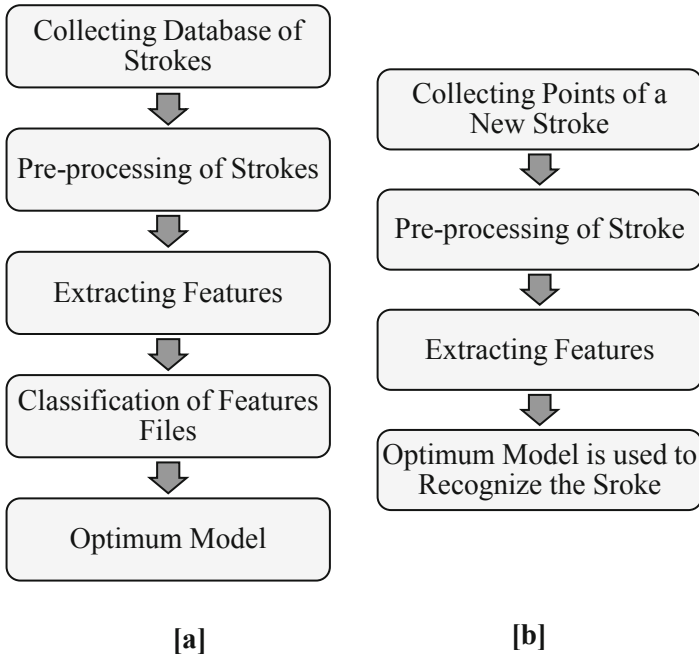 Collecting Database of
Strokes
Pre-processing of Strokes
Extracting Features
Classification of Features
Files
Optimum Model
[a]
Collecting Points of a
New Stroke
Pre-processing of Stroke
Extracting Features
Optimum Model is used to
Recognize the Sroke
[b]